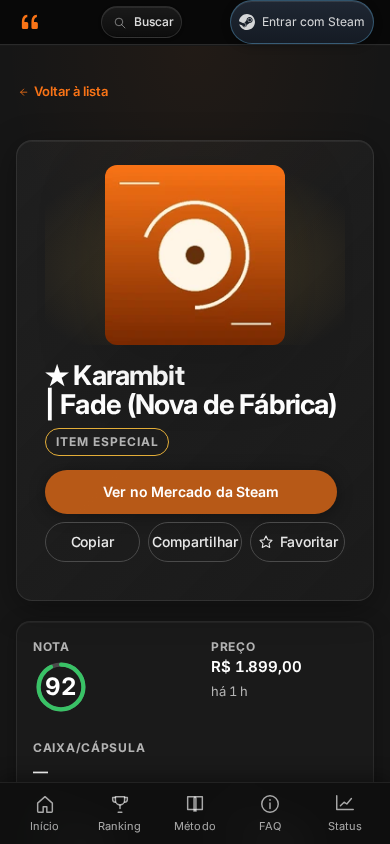 Buscar
Entrar com Steam
← Voltar à lista
★ Karambit
| Fade (Nova de Fábrica)
ITEM ESPECIAL
Ver no Mercado da Steam
Copiar
Compartilhar
Favoritar
NOTA
92
PREÇO
R$ 1.899,00
há 1 h
CAIXA/CÁPSULA
—
Início
Ranking
Método
FAQ
Status